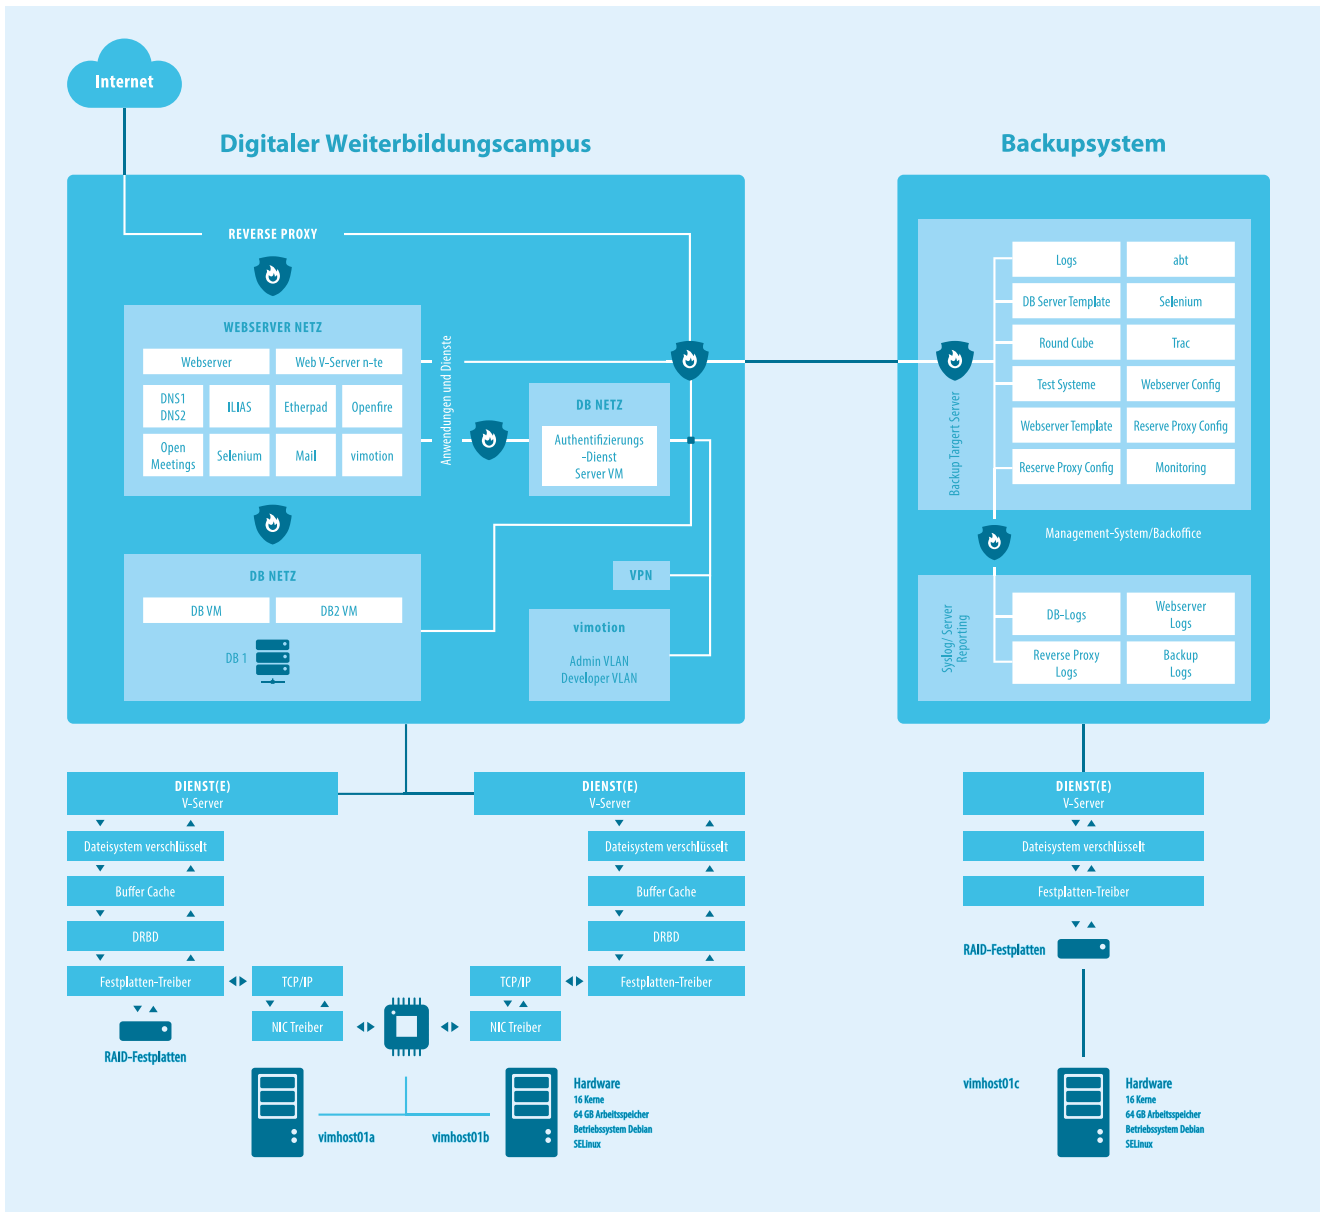 Internet
Digitaler Weiterbildungscampus
REVERSE PROXY
WEBSERVER NETZ
Webserver
Web V-Server n-te
DNS1
DNS2
ILIAS
Etherpad
Openfire
Open
Meetings
Selenium
Mail
vimotion
Anwendungen und Dienste
DB NETZ
Authentifizierungs
-Dienst
Server VM
DB NETZ
DB VM
DB2 VM
DB 1
VPN
vimotion
Admin VLAN
Developer VLAN
Backupsystem
Backup Targert Server
Logs
abt
DB Server Template
Selenium
Round Cube
Trac
Test Systeme
Webserver Config
Webserver Template
Reserve Proxy Config
Reserve Proxy Config
Monitoring
Management-System/Backoffice
Syslog/ Server
Reporting
DB-Logs
Webserver
Logs
Reverse Proxy
Logs
Backup
Logs
DIENST(E)
V-Server
Dateisystem verschlüsselt
Buffer Cache
DRBD
Festplatten-Treiber
RAID-Festplatten
TCP/IP
NIC Treiber
DIENST(E)
V-Server
Dateisystem verschlüsselt
Buffer Cache
DRBD
Festplatten-Treiber
TCP/IP
NIC Treiber
vimhost01a
vimhost01b
Hardware
16 Kerne
64 GB Arbeitsspeicher
Betriebssystem Debian
SELinux
DIENST(E)
V-Server
Dateisystem verschlüsselt
Festplatten-Treiber
RAID-Festplatten
vimhost01c
Hardware
16 Kerne
64 GB Arbeitsspeicher
Betriebssystem Debian
SELinux